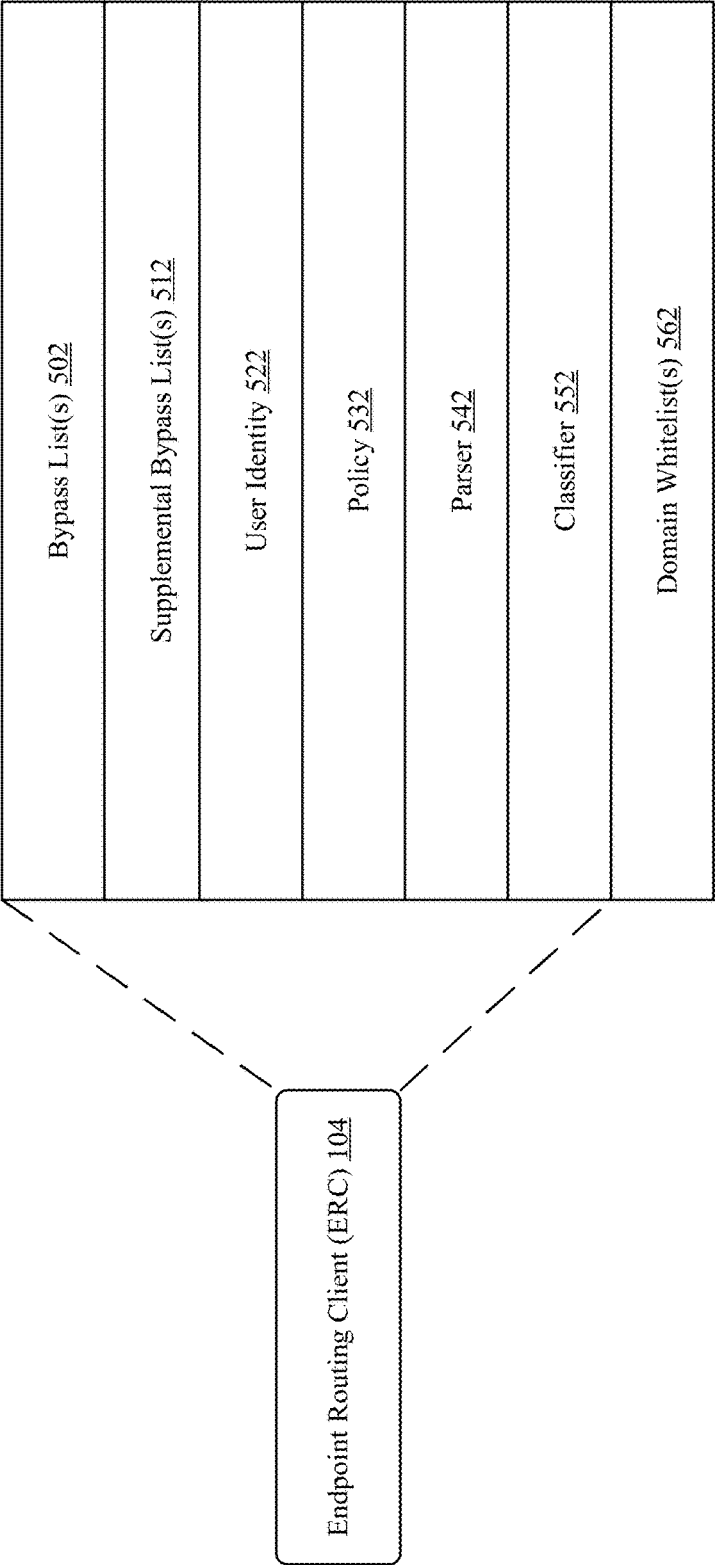 Endpoint Routing Client (ERC) 104
Bypass List(s) 502
Supplemental Bypass List(s) 512
User Identity 522
Policy 532
Parser 542
Classifier 552
Domain Whitelist(s) 562